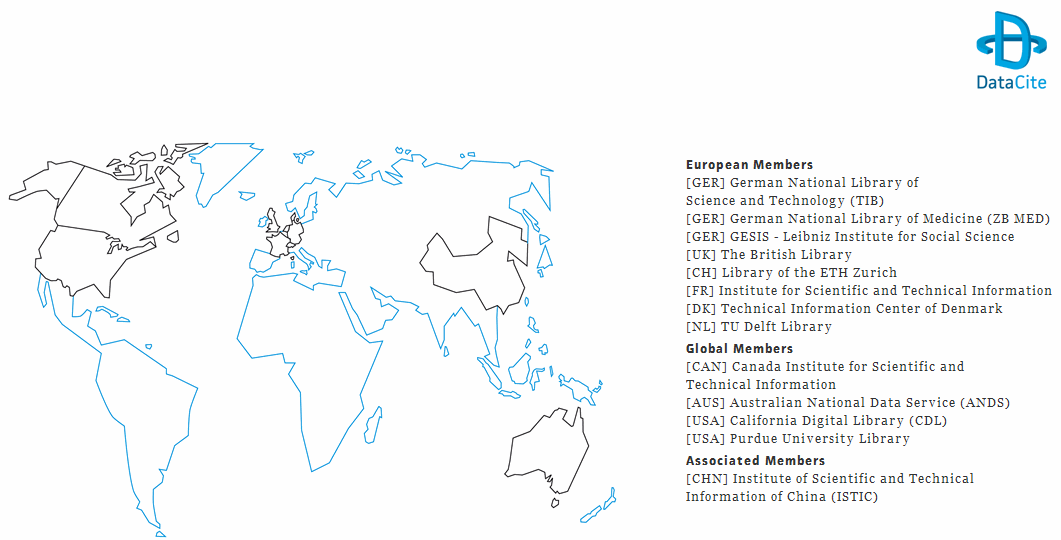 DataCite
European Members
[GER] German National Library of
Science and Technology (TIB)
[GER] German National Library of Medicine (ZB MED)
[GER] GESIS - Leibniz Institute for Social Science
[UK] The British Library
[CH] Library of the ETH Zurich
[FR] Institute for Scientific and Technical Information
[DK] Technical Information Center of Denmark
[NL] TU Delft Library
Global Members
[CAN] Canada Institute for Scientific and
Technical Information
[AUS] Australian National Data Service (ANDS)
[USA] California Digital Library (CDL)
[USA] Purdue University Library
Associated Members
[CHN] Institute of Scientific and Technical
Information of China (ISTIC)